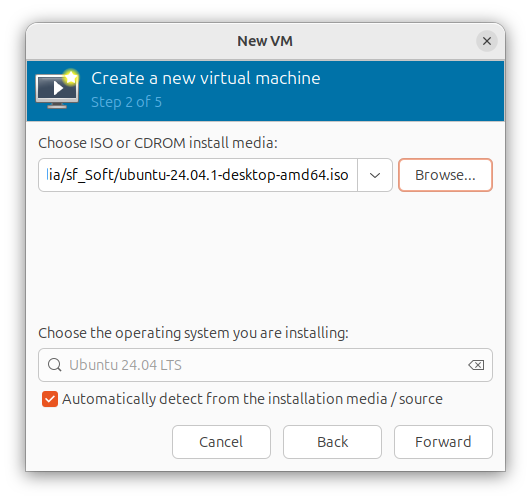 New VM
Create a new virtual machine
Step 2 of 5
Choose ISO or CDROM install media:
dia/sf_Soft/ubuntu-24.04.1-desktop-amd64.iso
Browse...
Choose the operating system you are installing:
Ubuntu 24.04 LTS
Automatically detect from the installation media / source
Cancel
Back
Forward